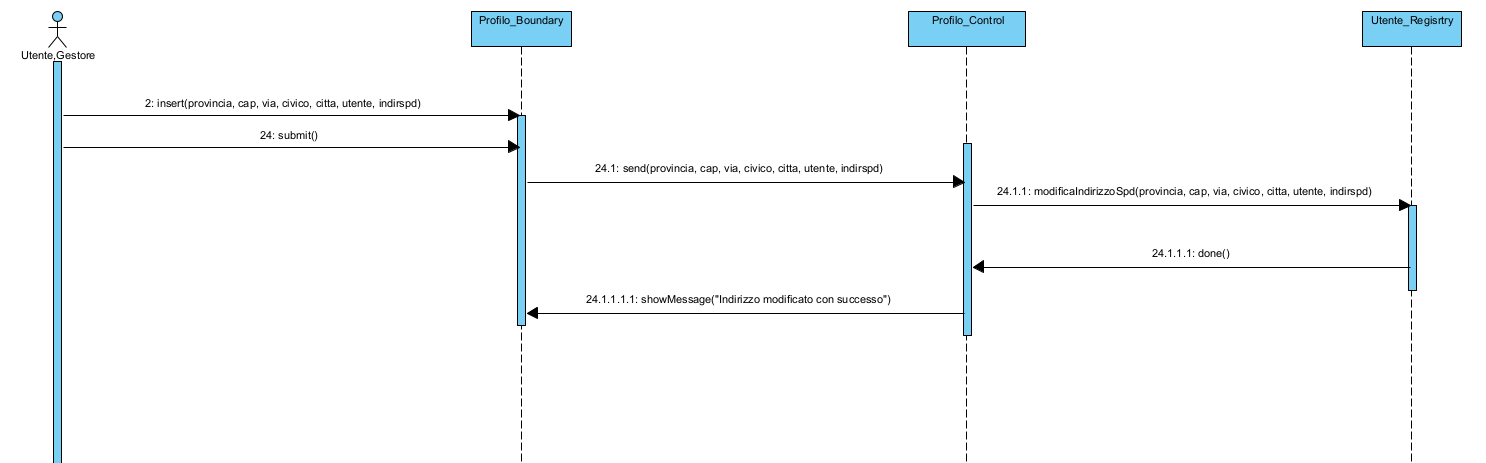 Profilo_Boundary
Profilo_Control
Utente_Regisrtry
Utente,Gestore
2: insert(provincia, cap, via, civico, citta, utente, indirspd)
24: submit()
24.1: send(provincia, cap, via, civico, citta, utente, indirspd)
24.1.1: modificaIndirizzoSpd(provincia, cap, via, civico, citta, utente, indirspd)
24.1.1.1: done()
24.1.1.1.1: showMessage("Indirizzo modificato con successo")